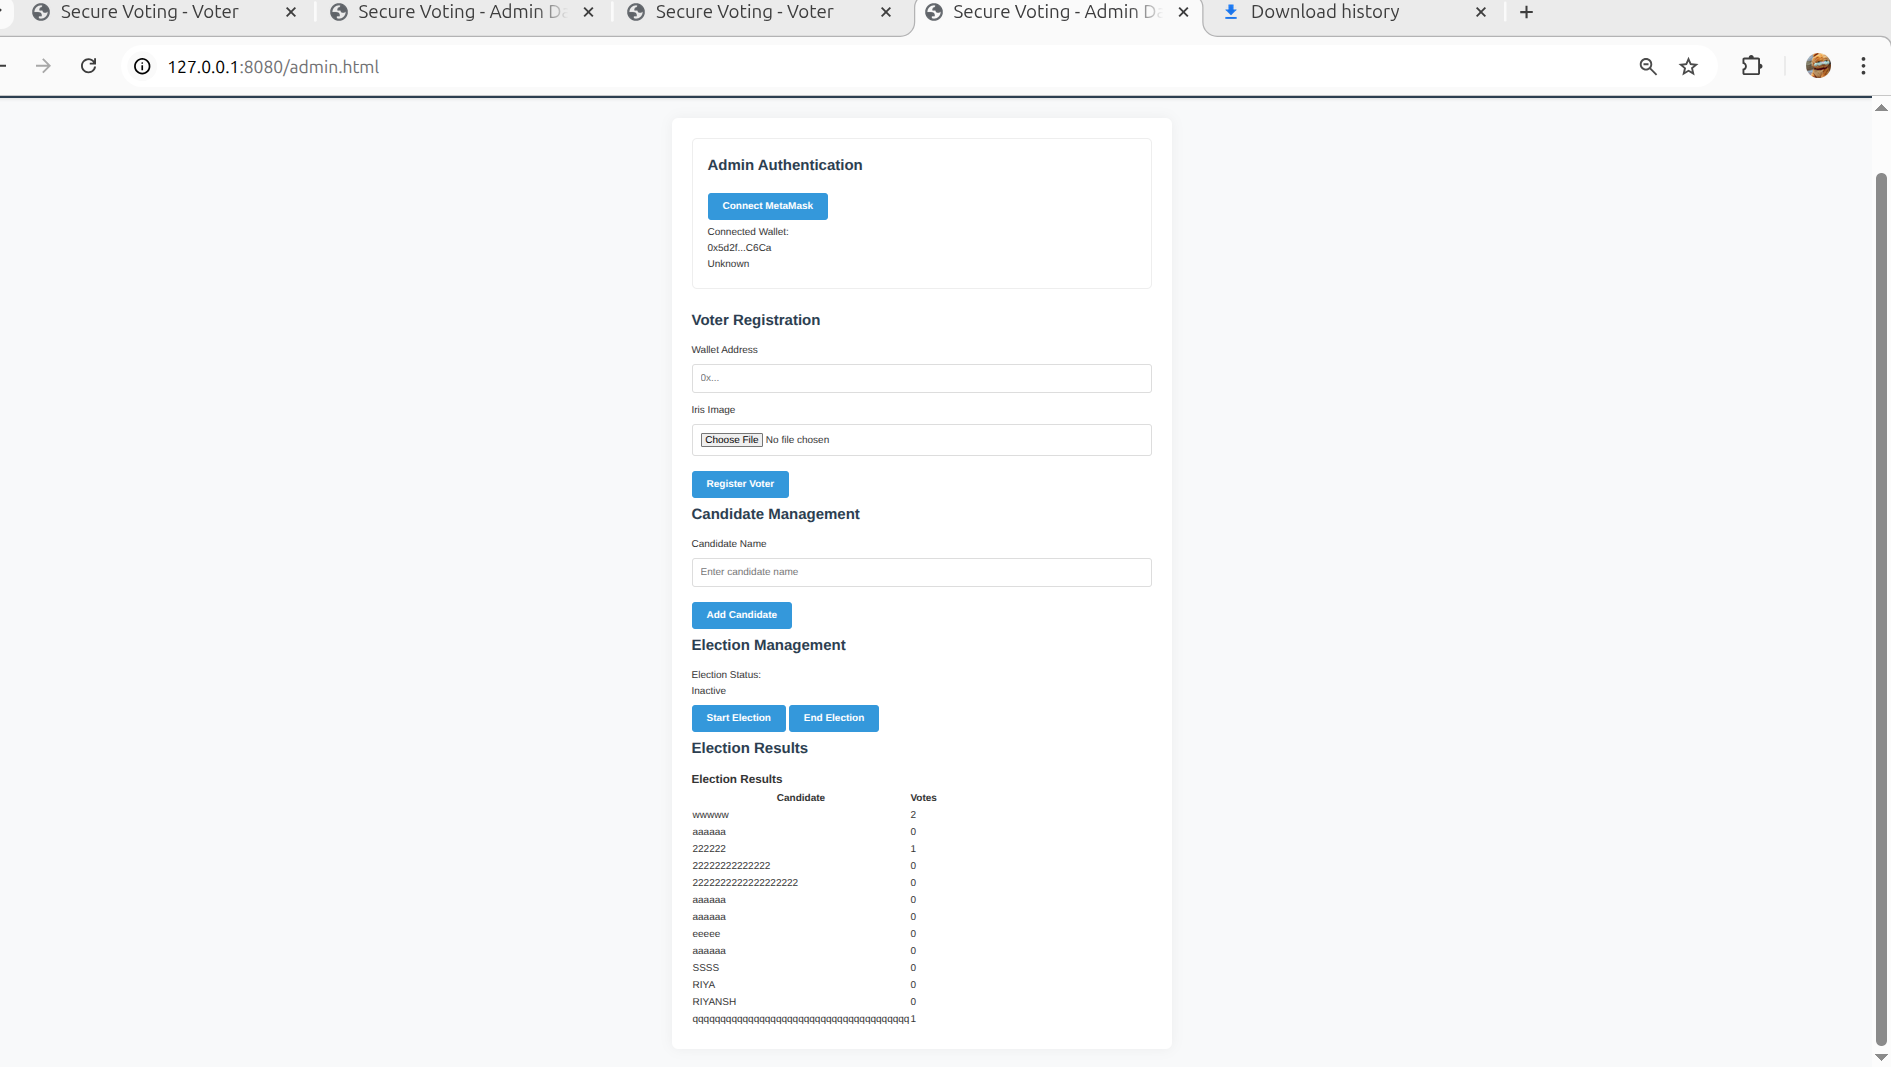 Secure Voting - Voter
Secure Voting - Admin Da
Secure Voting - Voter
Secure Voting - Admin Da
Download history
127.0.0.1:8080/admin.html
Admin Authentication
Connect MetaMask
Connected Wallet:
0x5d2f...C6Ca
Unknown
Voter Registration
Wallet Address
0x...
Iris Image
Choose File No file chosen
Register Voter
Candidate Management
Candidate Name
Enter candidate name
Add Candidate
Election Management
Election Status:
Inactive
Start Election End Election
Election Results
Election Results
Candidate Votes
wwwww 2
aaaaaa 0
222222 1
22222222222222 0
2222222222222222222 0
aaaaaa 0
aaaaaa 0
eeeee 0
aaaaaa 0
SSSS 0
RIYA 0
RIYANSH 0
qqqqqqqqqqqqqqqqqqqqqqqqqqqqqqqqqqqqqqq 1